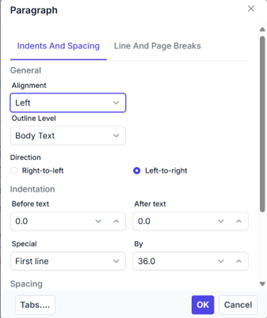 Paragraph
Indents And Spacing Line And Page Breaks
General
Alignment
Left
Outline Level
Body Text
Direction
Right-to-left Left-to-right
Indentation
Before text After text
0.0 0.0
Special By
First line 36.0
Spacing
Tabs.... OK Cancel